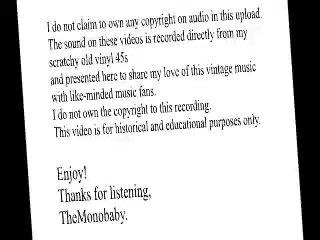 I do not claim to own any copyright on audio in this upload.
The sound on these videos is recorded directly from my
scratchy old vinyl 45s
and presented here to share my love of this vintage music
with like-minded music fans.
I do not own the copyright to this recording.
This video is for historical and educational purposes only.
Enjoy!
Thanks for listening,
TheMonobaby.